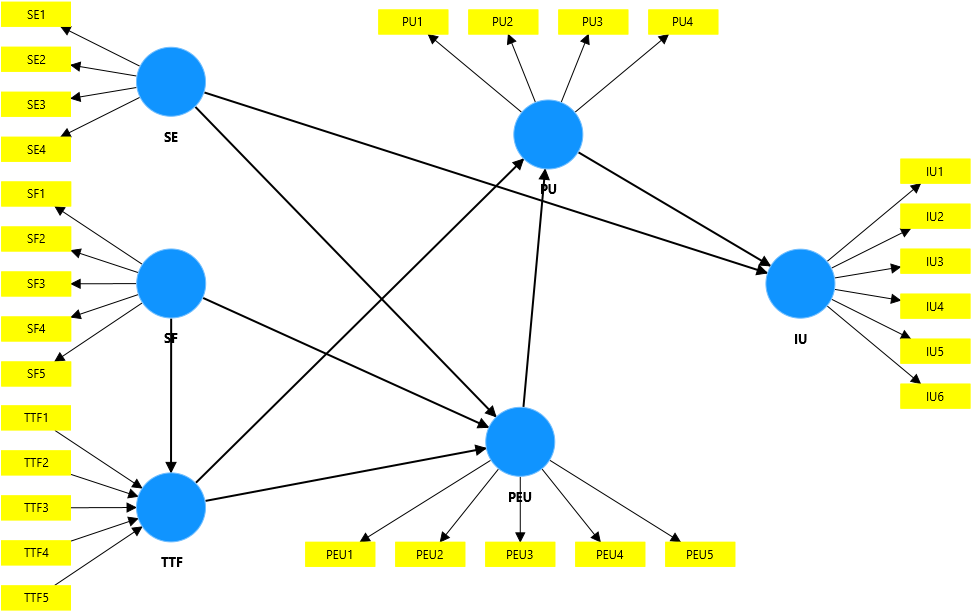 SE1
SE2
SE3
SE4
SE
SF1
SF2
SF3
SF4
SF5
SF
TTF1
TTF2
TTF3
TTF4
TTF5
TTF
PU1 PU2 PU3 PU4
PU
PEU
PEU1 PEU2 PEU3 PEU4 PEU5
IU1
IU2
IU3
IU4
IU5
IU6
IU